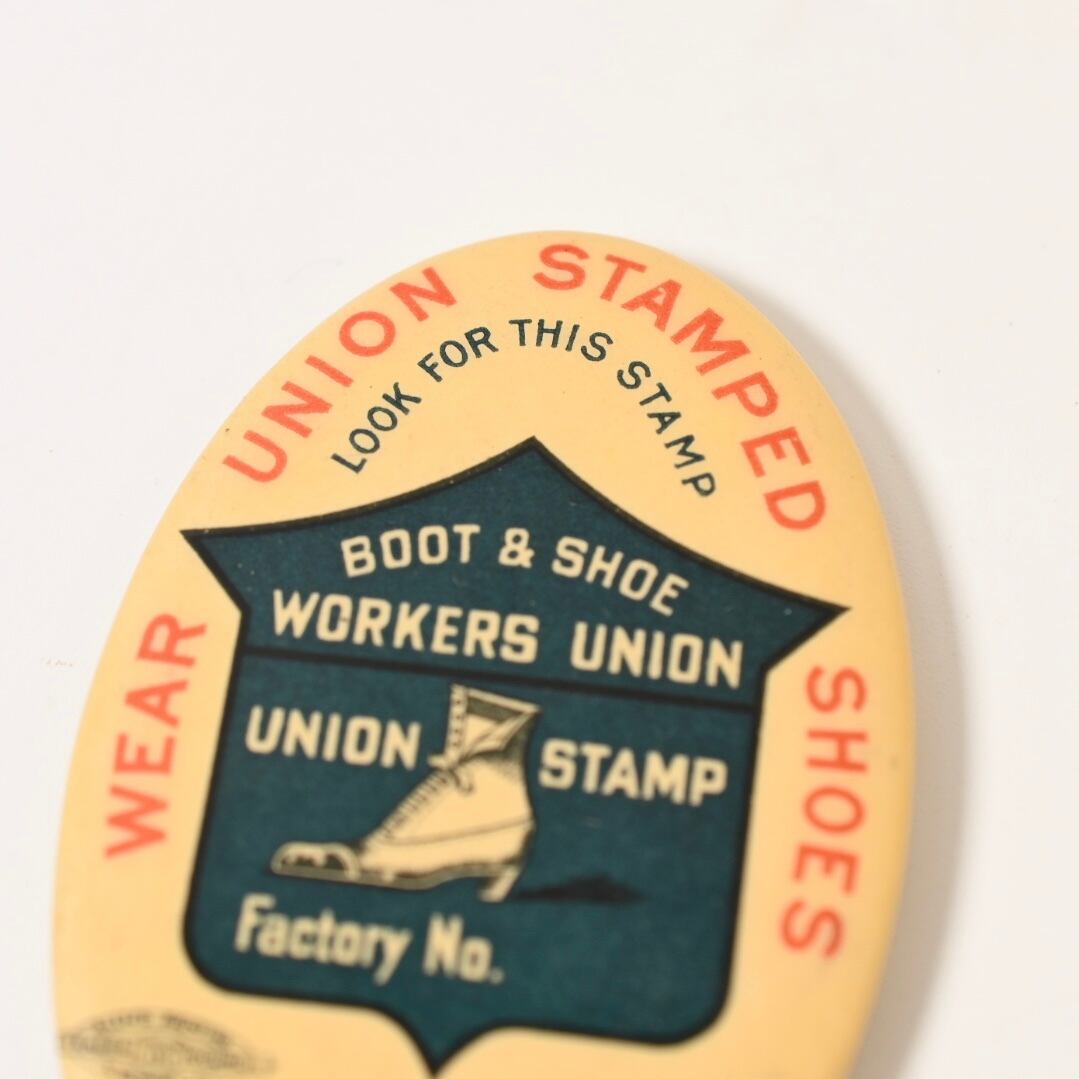 WEAR UNION STAMPED SHOES
LOOK FOR THIS STAMP
BOOT & SHOE
WORKERS UNION
UNION STAMP
Factory No.